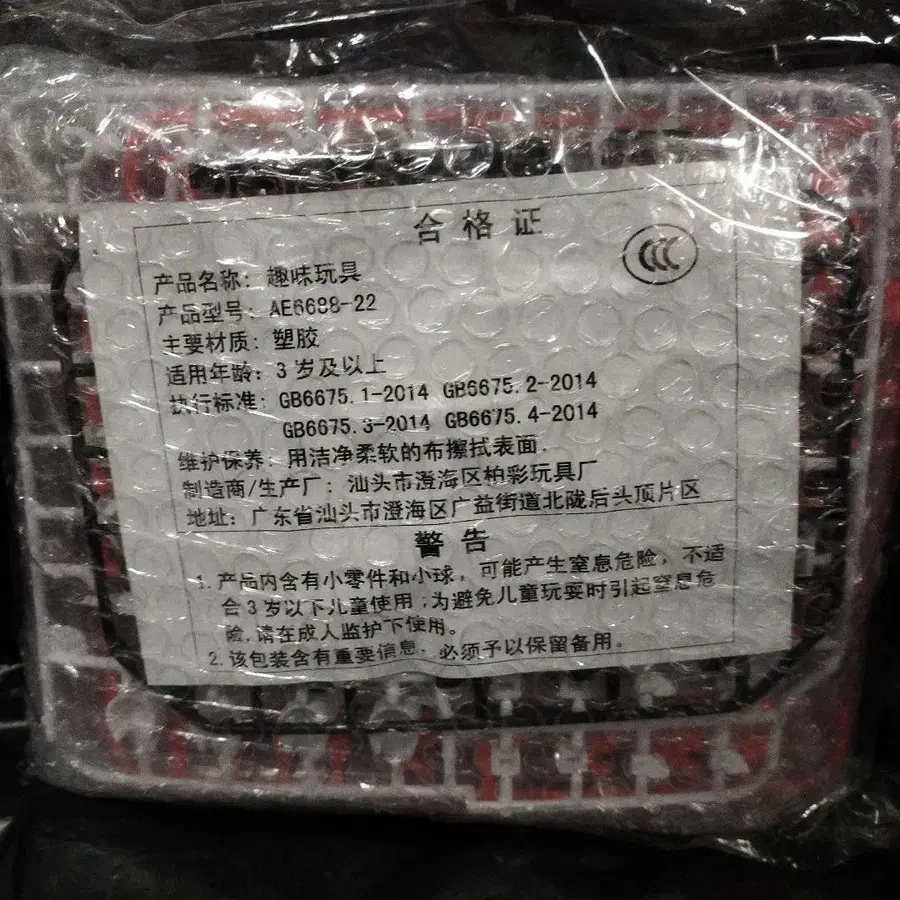 合格证
CCC
产品名称：趣味玩具
产品型号：AE6688-22
主要材质：塑胶
适用年龄：3岁及以上
执行标准：GB6675.1-2014 GB6675.2-2014
GB6675.3-2014 GB6675.4-2014
维护保养：用洁净柔软的布擦拭表面.
制造商/生产厂：汕头市澄海区柏彩玩具厂
地址：广东省汕头市澄海区广益街道北陇后头顶片区
警告
1. 产品内含有小零件和小球，可能产生窒息危险，不适
合3岁以下儿童使用；为避免儿童玩耍时引起窒息危
险，请在成人监护下使用。
2. 该包装含有重要信息，必须予以保留备用。